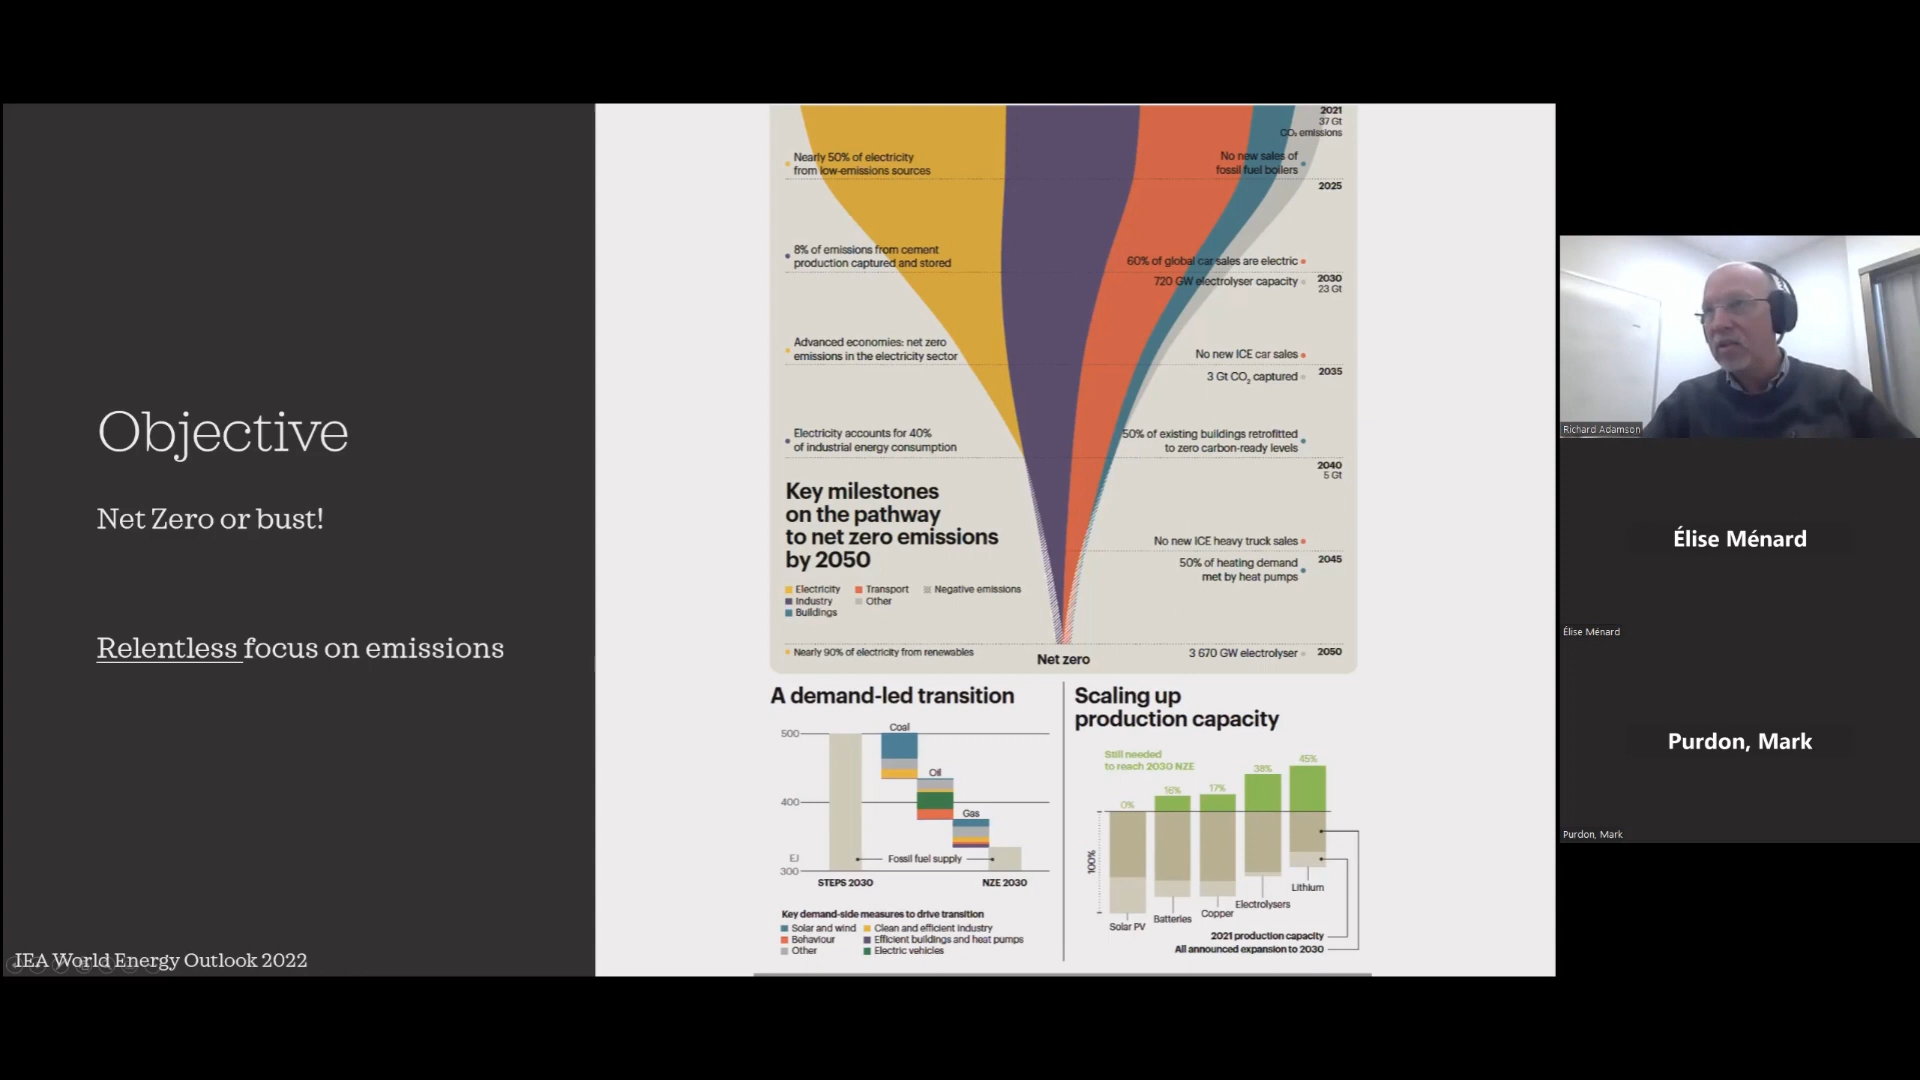 Objective
Net Zero or bust!
Relentless focus on emissions
IEA World Energy Outlook 2022
2021
37 Gt
CO₂ emissions
Nearly 50% of electricity
from low-emissions sources
No new sales of
fossil fuel boilers
2025
8% of emissions from cement
production captured and stored
60% of global car sales are electric
720 GW electrolyser capacity
2030
23 Gt
Advanced economies: net zero
emissions in the electricity sector
No new ICE car sales
3 Gt CO₂ captured
2035
Electricity accounts for 40%
of industrial energy consumption
50% of existing buildings retrofitted
to zero carbon-ready levels
2040
5 Gt
Key milestones
on the pathway
to net zero emissions
by 2050
Electricity Transport Negative emissions
Industry Other
Buildings
No new ICE heavy truck sales
50% of heating demand
met by heat pumps
2045
Nearly 90% of electricity from renewables
Net zero
3 670 GW electrolyser
2050
A demand-led transition
500
400
EJ
300
Coal
Oil
Gas
Fossil fuel supply
STEPS 2030
NZE 2030
Key demand-side measures to drive transition
Solar and wind Clean and efficient industry
Behaviour Efficient buildings and heat pumps
Other Electric vehicles
Scaling up
production capacity
Still needed
to reach 2030 NZE
0%
16%
17%
38%
45%
100%
Solar PV
Batteries
Copper
Electrolysers
Lithium
2021 production capacity
All announced expansion to 2030
Richard Adamson
Élise Ménard
Élise Ménard
Purdon, Mark
Purdon, Mark